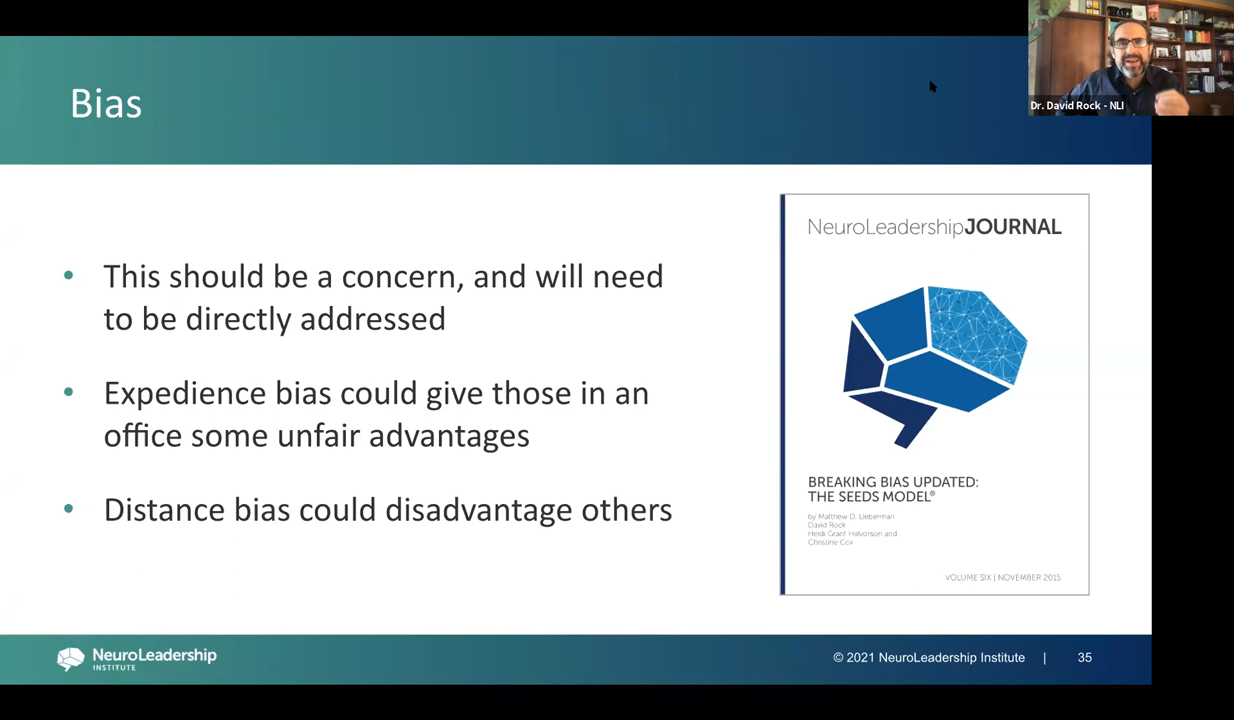 Bias
Dr. David Rock - NLI
• This should be a concern, and will need
to be directly addressed
• Expedience bias could give those in an
office some unfair advantages
• Distance bias could disadvantage others
NeuroLeadershipJOURNAL
BREAKING BIAS UPDATED:
THE SEEDS MODEL®
by Matthew D. Lieberman
David Rock
Heidi Grant Halvorson and
Christine Cox
VOLUME SIX | NOVEMBER 2015
NeuroLeadership
INSTITUTE
© 2021 NeuroLeadership Institute | 35